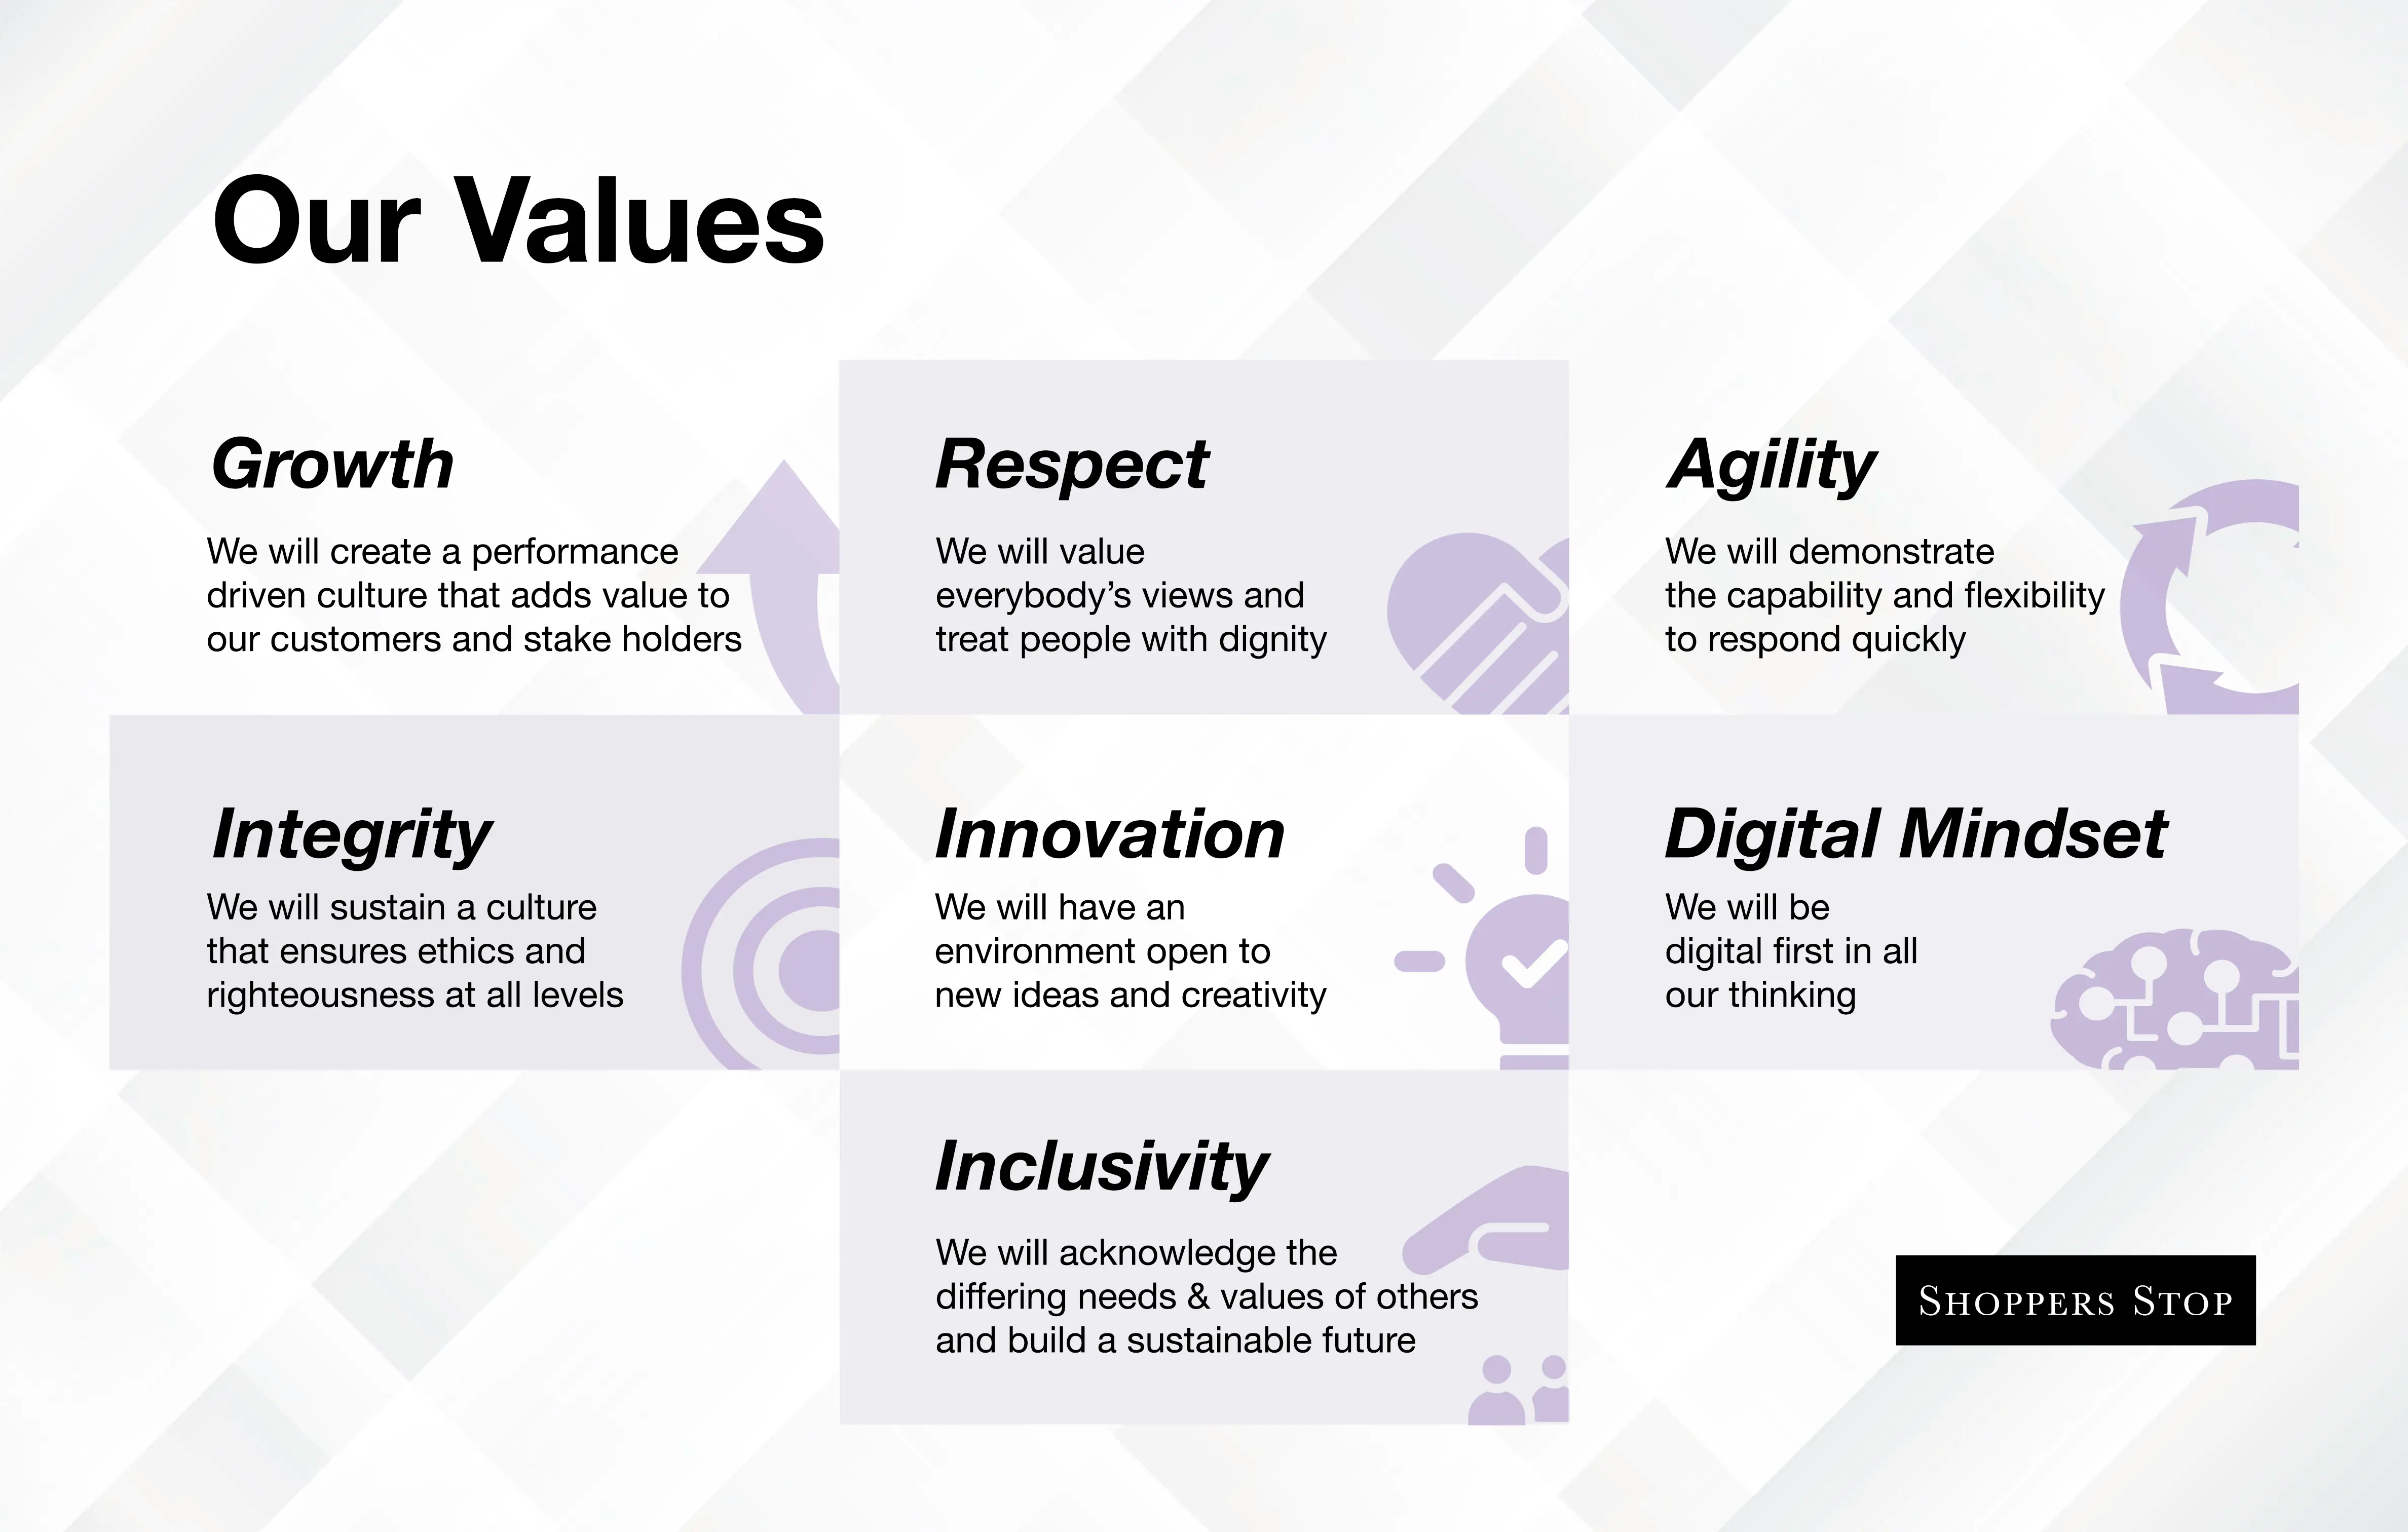 Our Values
Growth
We will create a performance
driven culture that adds value to
our customers and stake holders
Respect
We will value
everybody’s views and
treat people with dignity
Agility
We will demonstrate
the capability and flexibility
to respond quickly
Integrity
We will sustain a culture
that ensures ethics and
righteousness at all levels
Innovation
We will have an
environment open to
new ideas and creativity
Digital Mindset
We will be
digital first in all
our thinking
Inclusivity
We will acknowledge the
differing needs & values of others
and build a sustainable future
SHOPPERS STOP